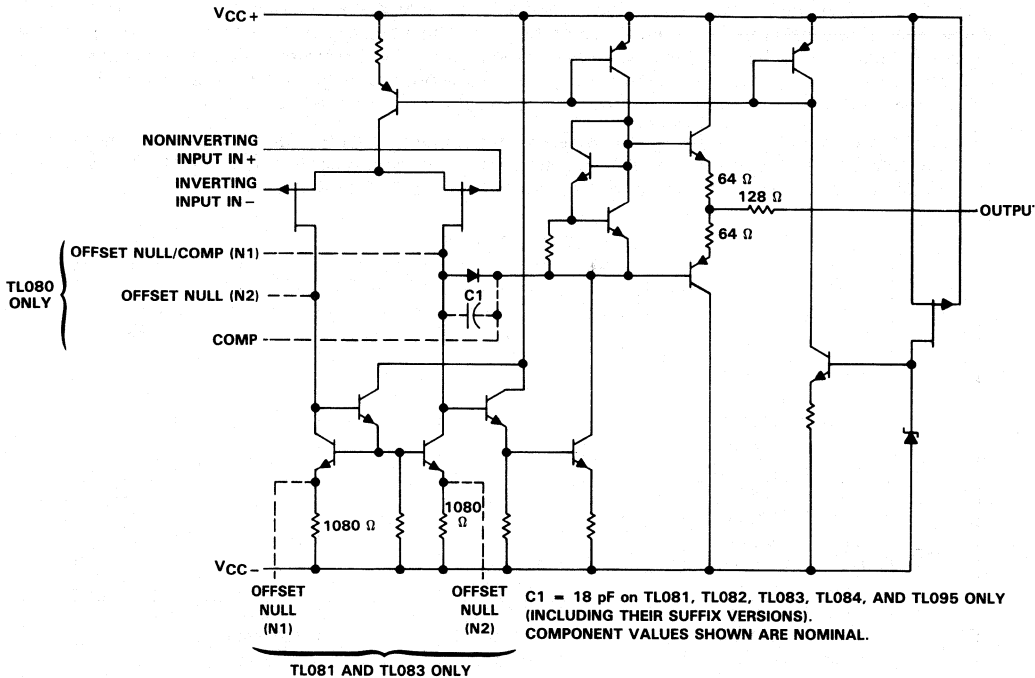 VCC+
NONINVERTING
INPUT IN+
INVERTING
INPUT IN−
64 Ω
128 Ω
OUTPUT
64 Ω
TL080
ONLY
OFFSET NULL/COMP (N1)
OFFSET NULL (N2)
C1
COMP
1080 Ω
1080
Ω
VCC−
OFFSET
NULL
(N1)
OFFSET
NULL
(N2)
C1 = 18 pF on TL081, TL082, TL083, TL084, AND TL095 ONLY
(INCLUDING THEIR SUFFIX VERSIONS).
COMPONENT VALUES SHOWN ARE NOMINAL.
TL081 AND TL083 ONLY